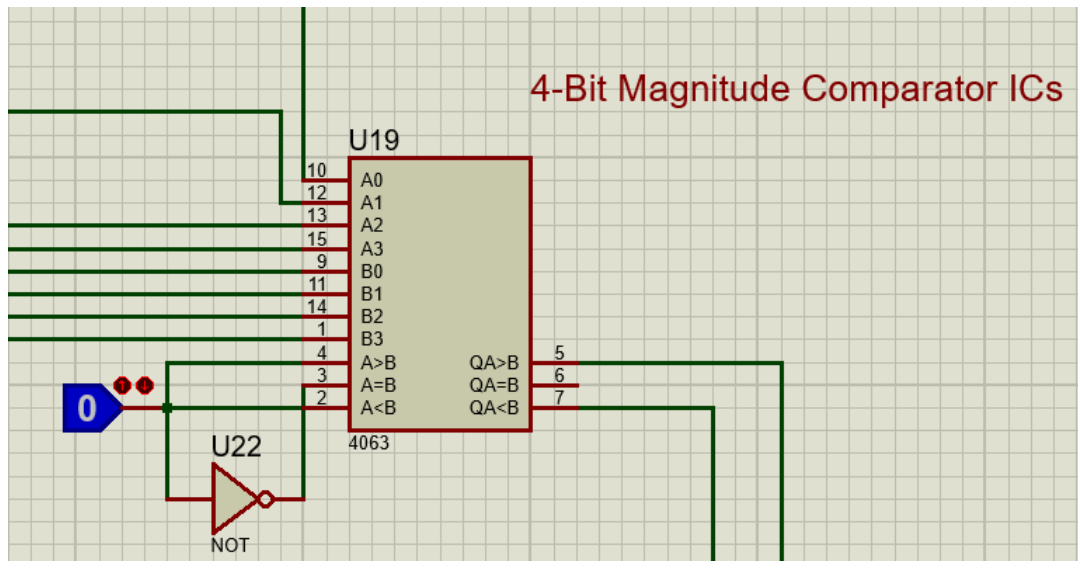 4-Bit Magnitude Comparator ICs
U19
10 A0
12 A1
13 A2
15 A3
9 B0
11 B1
14 B2
1 B3
4 A>B QA>B 5
3 A=B QA=B 6
2 A<B QA<B 7
0
4063
U22
NOT